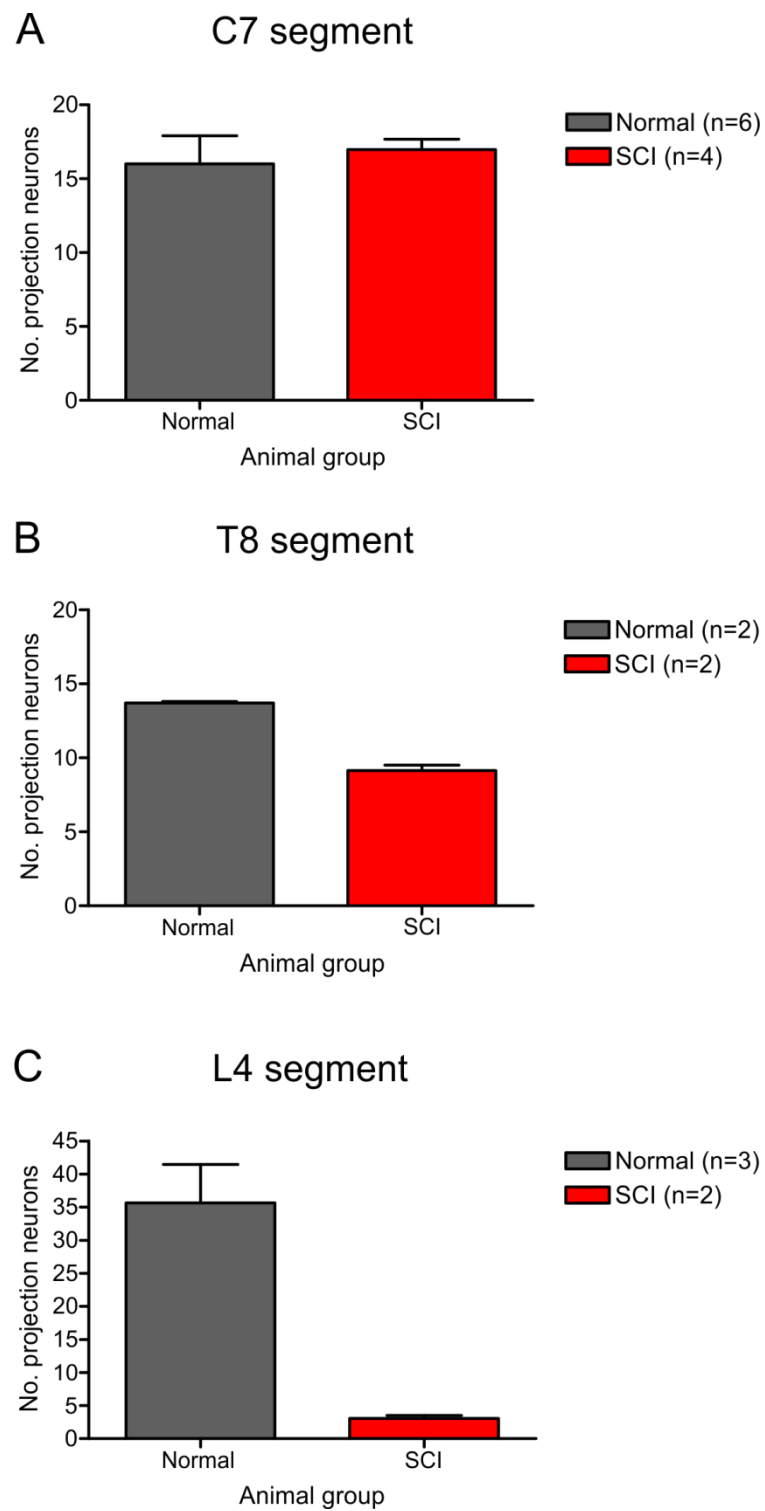 A C7 segment
No. projection neurons
20
15
10
5
0
Normal SCI
Animal group
Normal (n=6)
SCI (n=4)
B T8 segment
No. projection neurons
20
15
10
5
0
Normal SCI
Animal group
Normal (n=2)
SCI (n=2)
C L4 segment
No. projection neurons
45
40
35
30
25
20
15
10
5
0
Normal SCI
Animal group
Normal (n=3)
SCI (n=2)